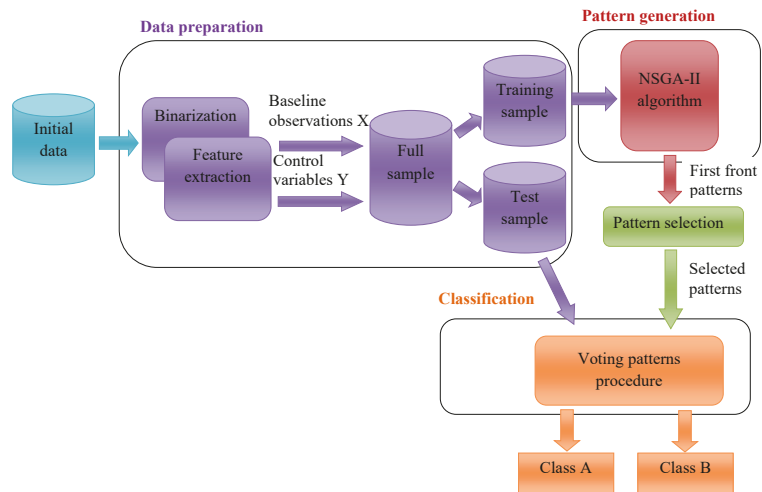 Pattern generation
Data preparation
Initial
data
Binarization
Feature
extraction
Baseline
observations X
Control
variables Y
Full
sample
Training
sample
Test
sample
NSGA-II
algorithm
First front
patterns
Pattern selection
Selected
patterns
Classification
Voting patterns
procedure
Class A
Class B